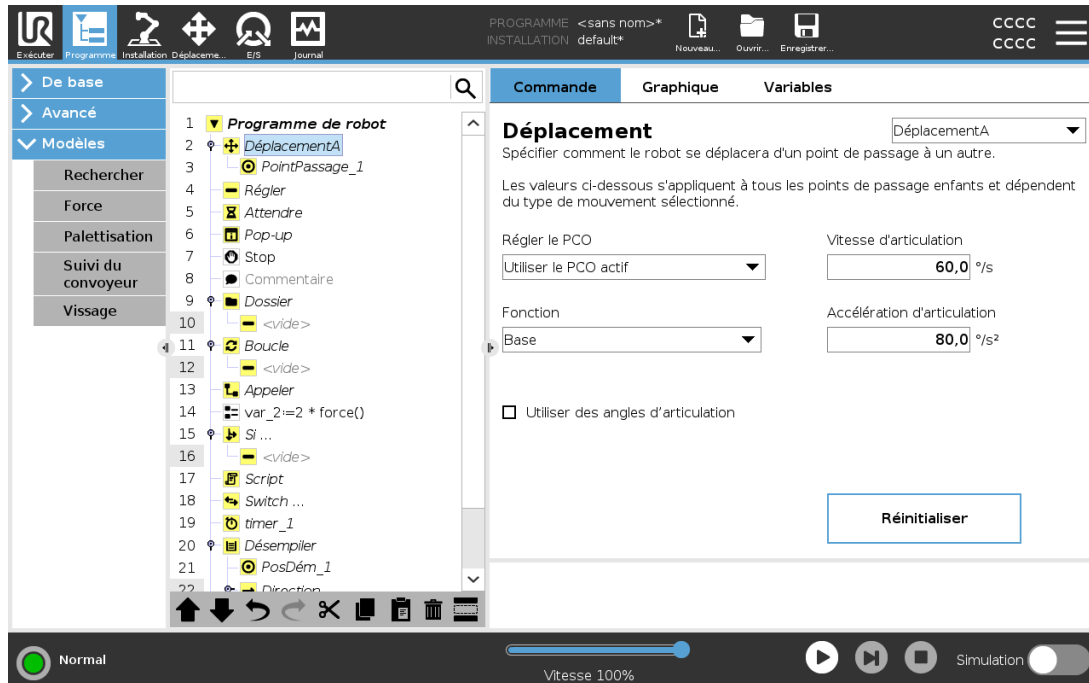 UR
PROGRAMME <sans nom>*
INSTALLATION default*
CCCC
CCCC
Exécuter
Programme
Installation
Déplaceme...
E/S
Journal
Nouveau...
Ouvrir...
Enregistrer...
De base
Avancé
Modèles
Rechercher
Force
Palettisation
Suivi du
convoyeur
Vissage
1 Programme de robot
2 DéplacementA
3 PointPassage_1
4 Régler
5 Attendre
6 Pop-up
7 Stop
8 Commentaire
9 Dossier
10 <vide>
11 Boucle
12 <vide>
13 Appeler
14 var_2:=2 * force()
15 Si ...
16 <vide>
17 Script
18 Switch ...
19 timer_1
20 Désempiler
21 PosDém_1
22 Direction
Commande
Graphique
Variables
Déplacement
DéplacementA
Spécifier comment le robot se déplacera d'un point de passage à un autre.
Les valeurs ci-dessous s'appliquent à tous les points de passage enfants et dépendent
du type de mouvement sélectionné.
Régler le PCO
Vitesse d'articulation
Utiliser le PCO actif
60,0 °/s
Fonction
Accélération d'articulation
Base
80,0 °/s²
Utiliser des angles d'articulation
Réinitialiser
Normal
Vitesse 100%
Simulation